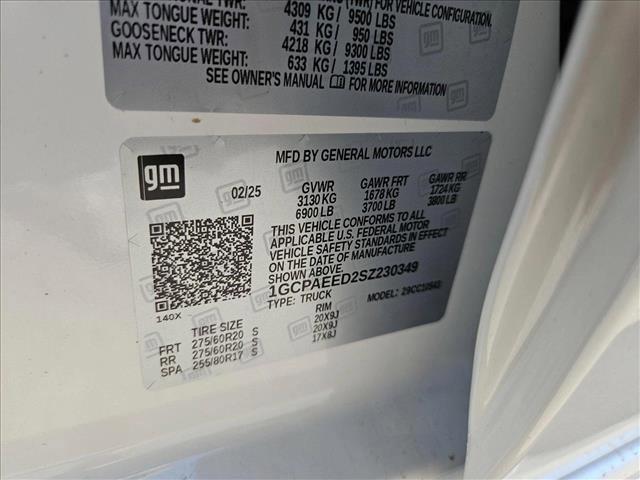 4309 KG / 9500 LBS
MAX TONGUE WEIGHT: 431 KG / 950 LBS
GOOSENECK TWR: 4218 KG / 9300 LBS
MAX TONGUE WEIGHT: 633 KG / 1395 LBS
SEE OWNER'S MANUAL FOR MORE INFORMATION
MFD BY GENERAL MOTORS LLC
gm
02/25 GVWR GAWR FRT GAWR RR
3130 KG 1678 KG 1724 KG
6900 LB 3700 LB 3800 LB
THIS VEHICLE CONFORMS TO ALL
APPLICABLE U.S. FEDERAL MOTOR
VEHICLE SAFETY STANDARDS IN EFFECT
ON THE DATE OF MANUFACTURE
SHOWN ABOVE.
1GCPAEED2SZ230349
TYPE: TRUCK MODEL:
140X
TIRE SIZE RIM
FRT 275/60R20 S 20X9J
RR 275/60R20 S 20X9J
SPA 255/80R17 S 17X8J